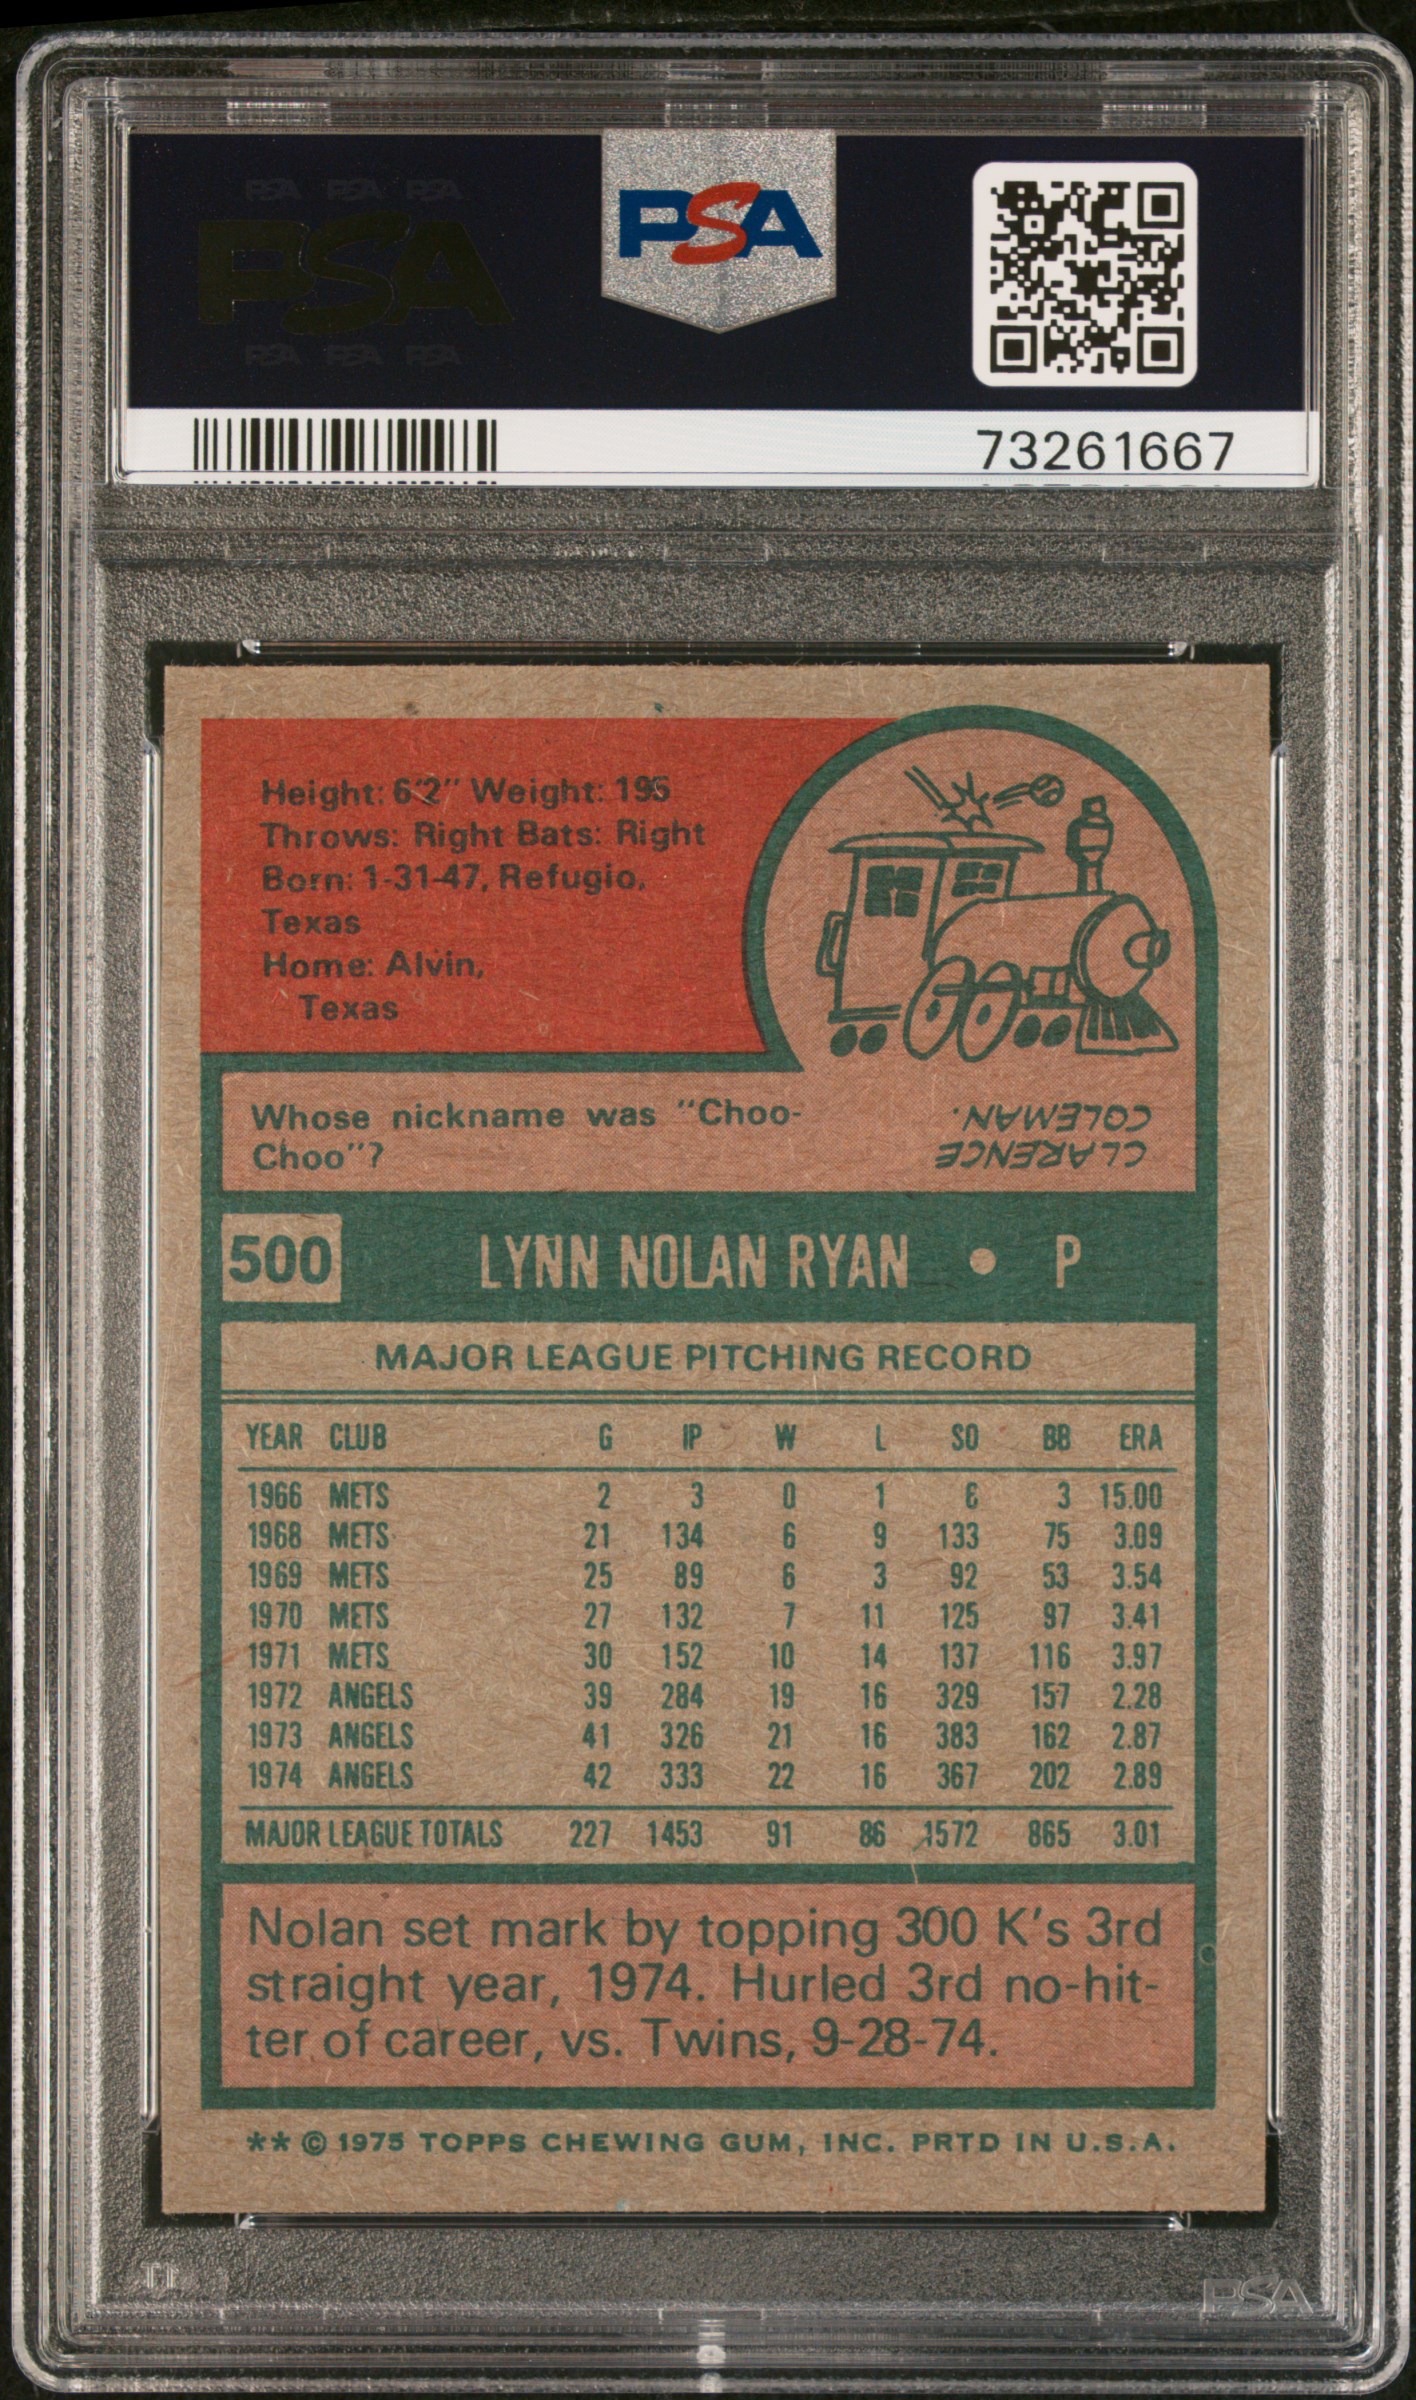 PSA PSA PSA
PSA
PSA PSA PSA
PSA
73261667
Height: 6'2" Weight: 195
Throws: Right Bats: Right
Born: 1-31-47, Refugio,
Texas
Home: Alvin,
Texas
Whose nickname was "Choo-
Choo"?
CLARENCE
COLEMAN.
500 LYNN NOLAN RYAN • P
MAJOR LEAGUE PITCHING RECORD
YEAR CLUB G IP W L SO BB ERA
1966 METS 2 3 0 1 6 3 15.00
1968 METS 21 134 6 9 133 75 3.09
1969 METS 25 89 6 3 92 53 3.54
1970 METS 27 132 7 11 125 97 3.41
1971 METS 30 152 10 14 137 116 3.97
1972 ANGELS 39 284 19 16 329 157 2.28
1973 ANGELS 41 326 21 16 383 162 2.87
1974 ANGELS 42 333 22 16 367 202 2.89
MAJOR LEAGUE TOTALS 227 1453 91 86 1572 865 3.01
Nolan set mark by topping 300 K's 3rd
straight year, 1974. Hurled 3rd no-hit-
ter of career, vs. Twins, 9-28-74.
** © 1975 TOPPS CHEWING GUM, INC. PRTD IN U.S.A.
PSA